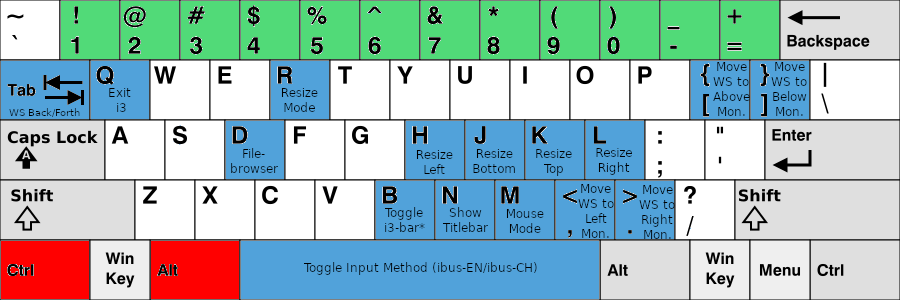 ~ ! @ # $ % ^ & * ( ) _ +
` 1 2 3 4 5 6 7 8 9 0 - = Backspace
Tab Q W E R T Y U I O P { Move WS to } Move WS to |
WS Back/Forth Exit i3 Resize Mode [ Above Mon. ] Below Mon. \
Caps Lock A S D F G H J K L : " Enter
A File-browser Resize Left Resize Bottom Resize Top Resize Right ; '
Shift Z X C V B N M < Move WS to > Move WS to ? Shift
Toggle i3-bar* Show Titlebar Mouse Mode , Left Mon. . Right Mon. /
Ctrl Win Key Alt Toggle Input Method (ibus-EN/ibus-CH) Alt Win Key Menu Ctrl